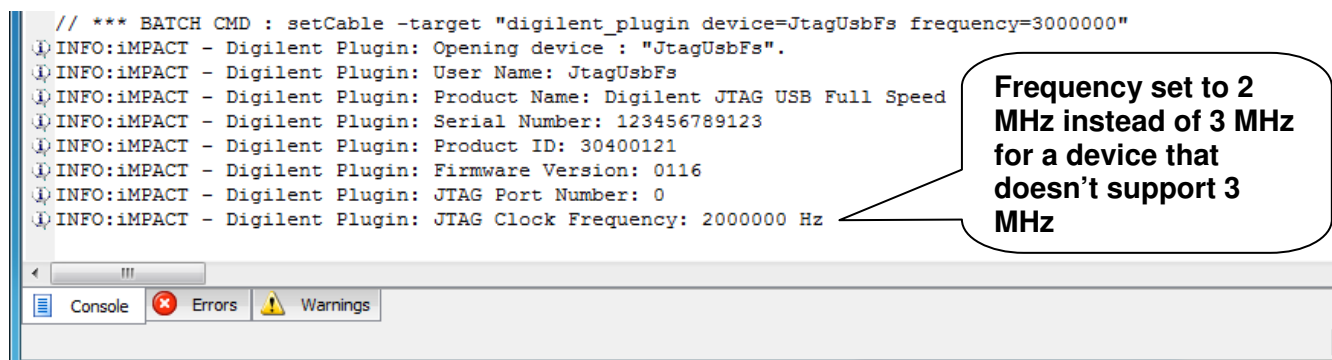 // *** BATCH CMD : setCable -target "digilent_plugin device=JtagUsbFs frequency=3000000"
INFO:iMPACT - Digilent Plugin: Opening device : "JtagUsbFs".
INFO:iMPACT - Digilent Plugin: User Name: JtagUsbFs
INFO:iMPACT - Digilent Plugin: Product Name: Digilent JTAG USB Full Speed
INFO:iMPACT - Digilent Plugin: Serial Number: 123456789123
INFO:iMPACT - Digilent Plugin: Product ID: 30400121
INFO:iMPACT - Digilent Plugin: Firmware Version: 0116
INFO:iMPACT - Digilent Plugin: JTAG Port Number: 0
INFO:iMPACT - Digilent Plugin: JTAG Clock Frequency: 2000000 Hz
Frequency set to 2
MHz instead of 3 MHz
for a device that
doesn’t support 3
MHz
Console Errors Warnings